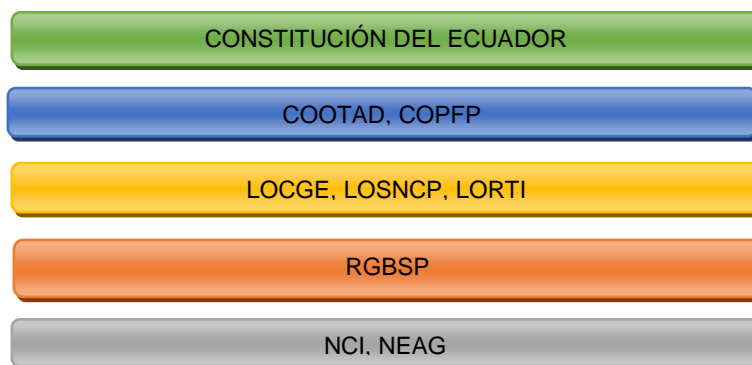 CONSTITUCIÓN DEL ECUADOR
COOTAD, COPFP
LOCGE, LOSNCP, LORTI
RGBSP
NCI, NEAG